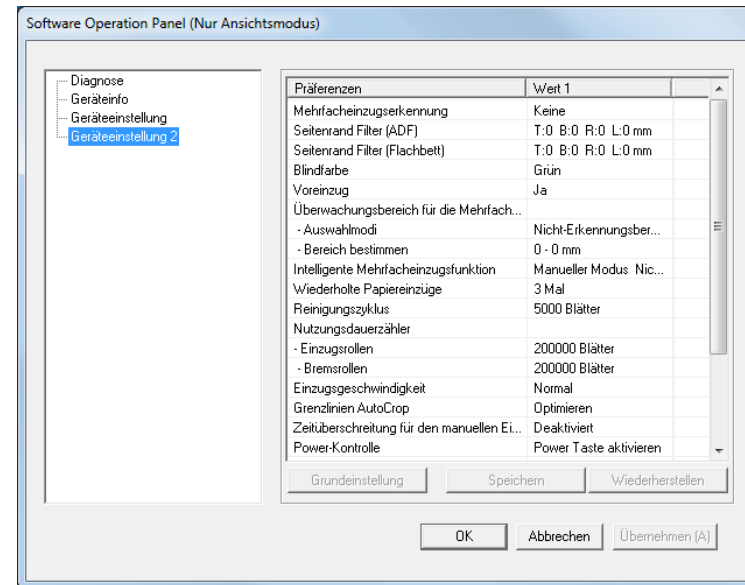 Software Operation Panel (Nur Ansichtsmodus)
Diagnose
Geräteinfo
Geräteeinstellung
Geräteeinstellung 2
Präferenzen Wert 1
Mehrfacheinzugserkennung Keine
Seitenrand Filter (ADF) T:0 B:0 R:0 L:0 mm
Seitenrand Filter (Flachbett) T:0 B:0 R:0 L:0 mm
Blindfarbe Grün
Voreinzug Ja
Überwachungsbereich für die Mehrfach...
- Auswahlmodi Nicht-Erkennungsber...
- Bereich bestimmen 0 - 0 mm
Intelligente Mehrfacheinzugsfunktion Manueller Modus Nic...
Wiederholte Papiereinzüge 3 Mal
Reinigungszyklus 5000 Blätter
Nutzungsdauerzähler
- Einzugsrollen 200000 Blätter
- Bremsrollen 200000 Blätter
Einzugsgeschwindigkeit Normal
Grenzlinien AutoCrop Optimieren
Zeitüberschreitung für den manuellen Ei... Deaktiviert
Power-Kontrolle Power Taste aktivieren
Grundeinstellung Speichern Wiederherstellen
OK Abbrechen Übernehmen (A)